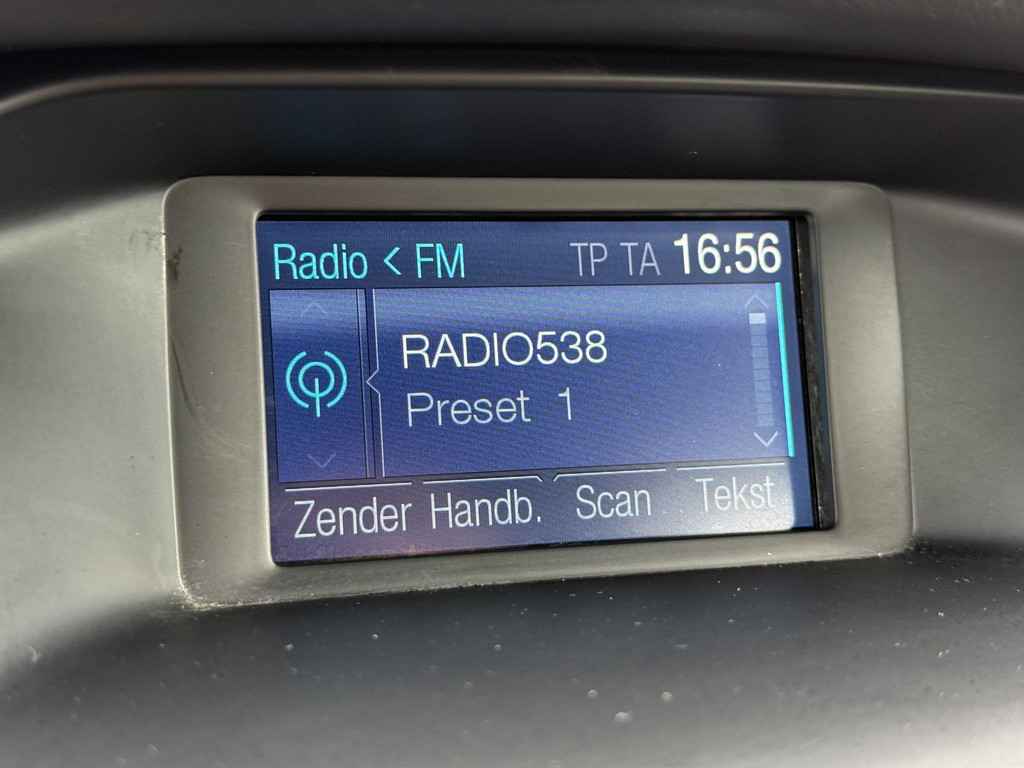 Radio < FM TP TA 16:56
RADIO538
Preset 1
Zender Handb. Scan Tekst